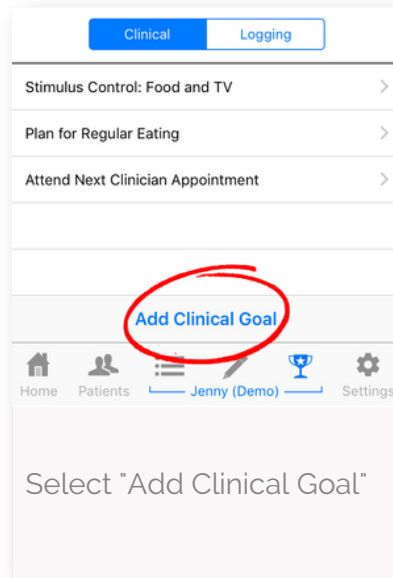 Clinical Logging
Stimulus Control: Food and TV
Plan for Regular Eating
Attend Next Clinician Appointment
Add Clinical Goal
Home Patients Jenny (Demo) Settings
Select "Add Clinical Goal"